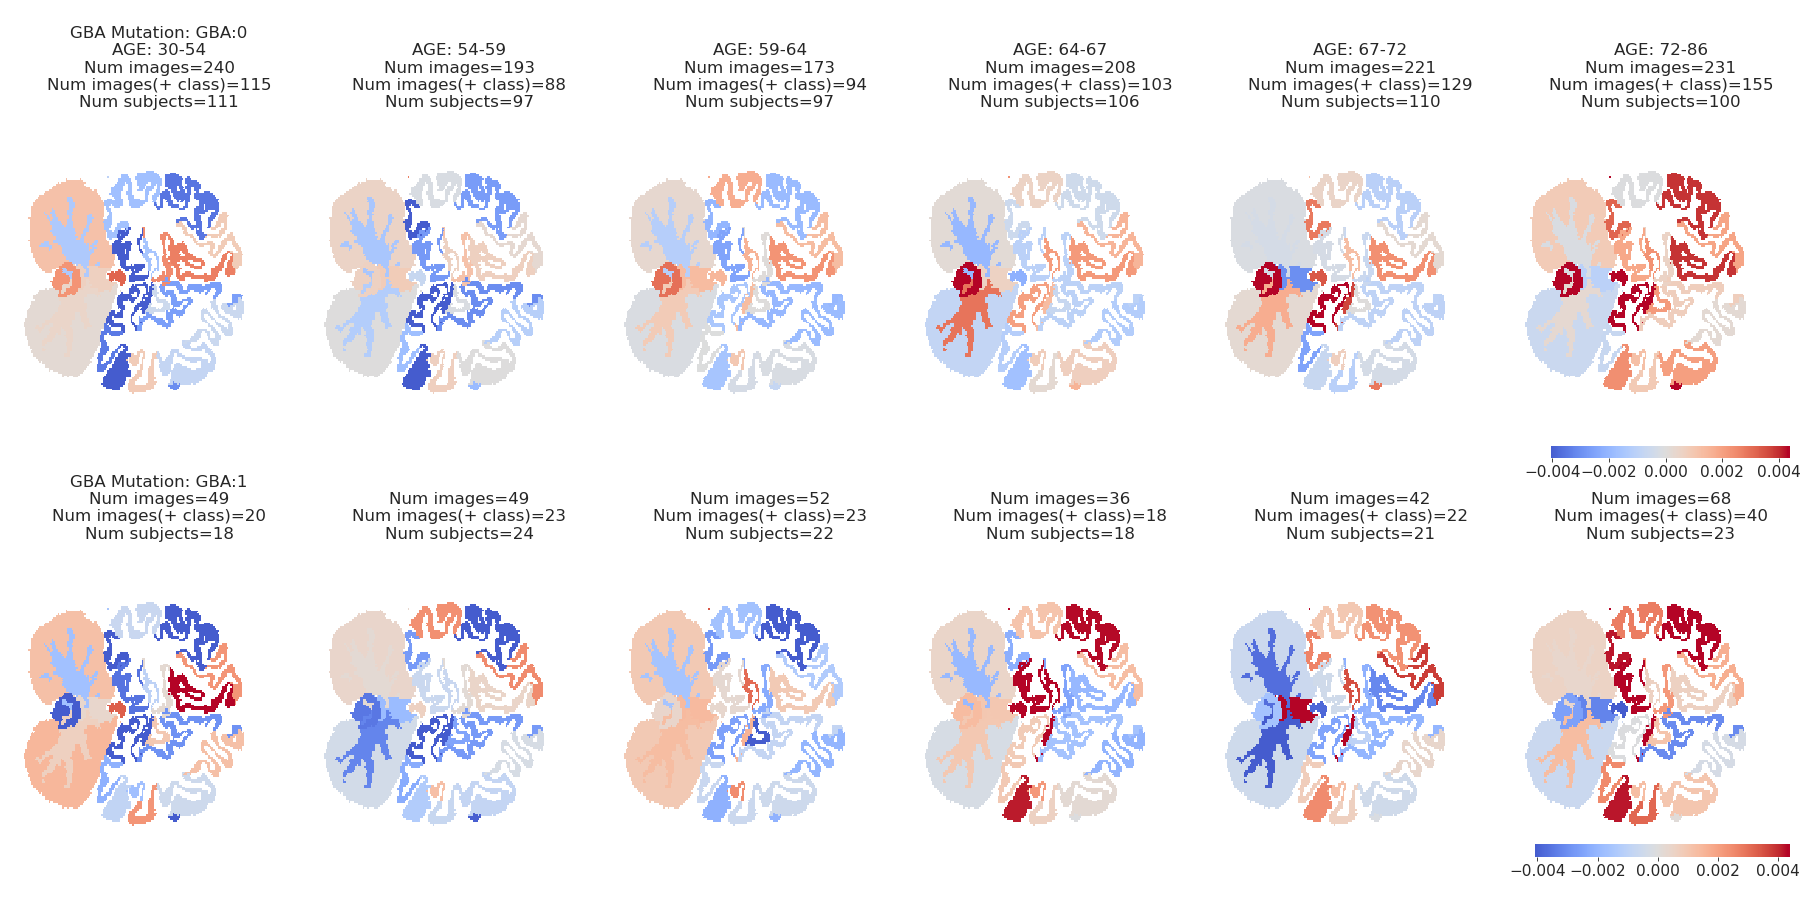 GBA Mutation: GBA:0
AGE: 30-54
Num images=240
Num images(+ class)=115
Num subjects=111
AGE: 54-59
Num images=193
Num images(+ class)=88
Num subjects=97
AGE: 59-64
Num images=173
Num images(+ class)=94
Num subjects=97
AGE: 64-67
Num images=208
Num images(+ class)=103
Num subjects=106
AGE: 67-72
Num images=221
Num images(+ class)=129
Num subjects=110
AGE: 72-86
Num images=231
Num images(+ class)=155
Num subjects=100
−0.004 −0.002 0.000 0.002 0.004
GBA Mutation: GBA:1
Num images=49
Num images(+ class)=20
Num subjects=18
Num images=49
Num images(+ class)=23
Num subjects=24
Num images=52
Num images(+ class)=23
Num subjects=22
Num images=36
Num images(+ class)=18
Num subjects=18
Num images=42
Num images(+ class)=22
Num subjects=21
Num images=68
Num images(+ class)=40
Num subjects=23
−0.004 −0.002 0.000 0.002 0.004